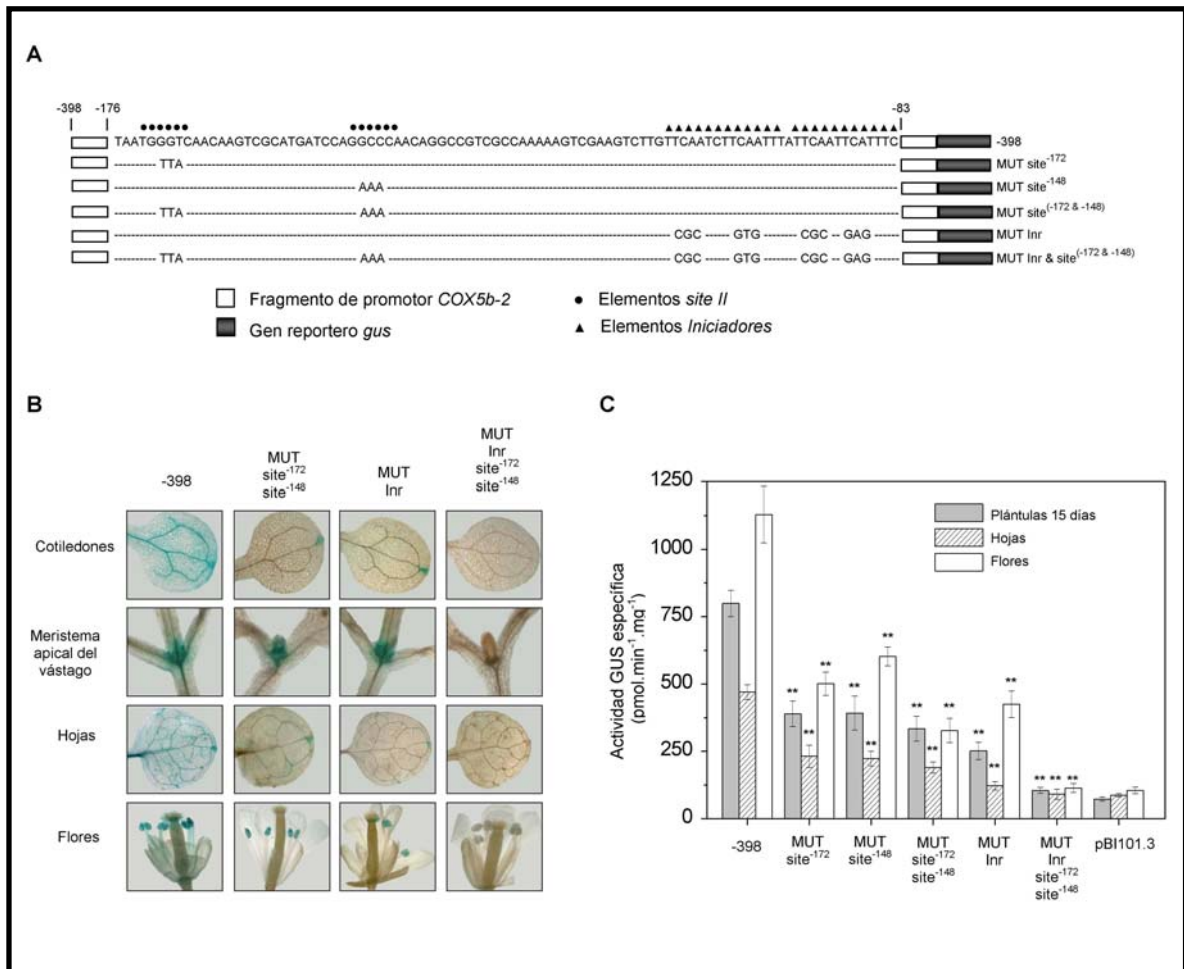 A
-398 -176 -83
TAATGGGTCAACAAGTCGCATGATCCAGGCCCAACAGGCCGTCGCCAAAAAGTCGAAGTCTTGTTCAATCTTCAATTTATTCAATTCATTTC -398
TTA MUT site-172
AAA MUT site-148
TTA AAA MUT site(-172 & -148)
CGC GTG CGC GAG MUT Inr
TTA AAA CGC GTG CGC GAG MUT Inr & site(-172 & -148)
Fragmento de promotor COX5b-2
Elementos site II
Gen reportero gus
Elementos Iniciadores
B
-398
MUT
site-172
site-148
MUT
Inr
MUT
Inr
site-172
site-148
Cotiledones
Meristema
apical del
vástago
Hojas
Flores
C
Actividad GUS específica
(pmol.min-1.mg-1)
1250
1000
750
500
250
0
Plántulas 15 días
Hojas
Flores
** ** **
** ** **
** ** **
** ** **
** ** **
-398
MUT
site-172
MUT
site-148
MUT
site-172
site-148
MUT
Inr
MUT
Inr
site-172
site-148
pBI101.3